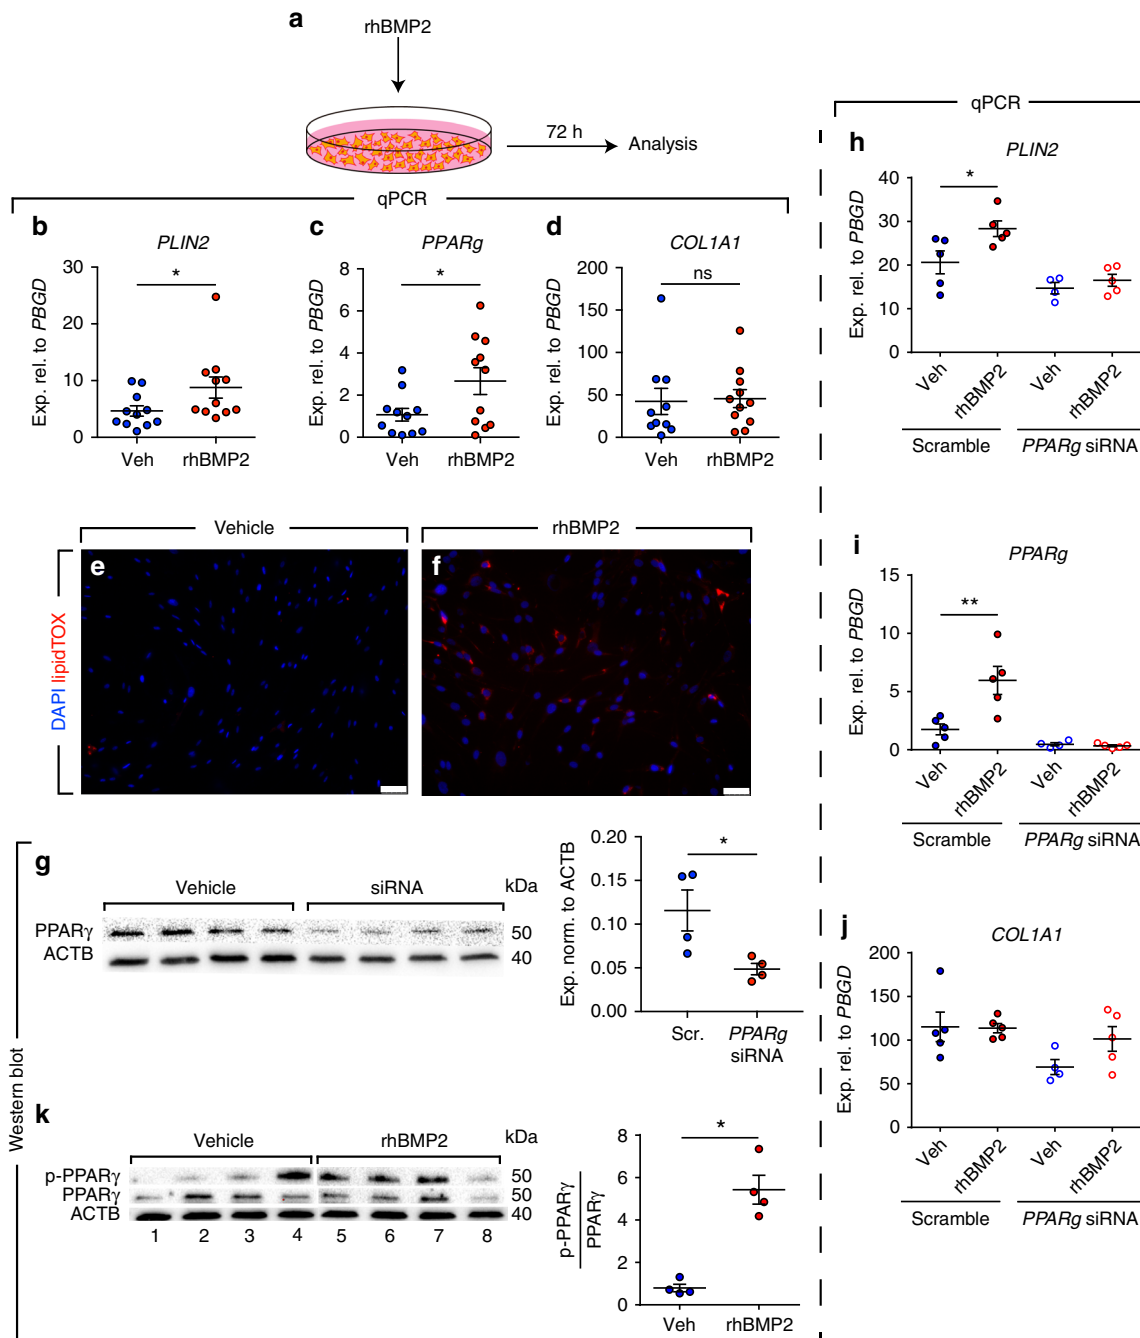 a
rhBMP2
72 h
Analysis
qPCR
b
PLIN2
Exp. rel. to PBGD
30
20
10
0
*
Veh
rhBMP2
c
PPARg
Exp. rel. to PBGD
8
6
4
2
0
*
Veh
rhBMP2
d
COL1A1
Exp. rel. to PBGD
200
150
100
50
0
ns
Veh
rhBMP2
Vehicle
rhBMP2
DAPI lipidTOX
e
f
Western blot
g
Vehicle
siRNA
kDa
PPARγ
50
ACTB
40
Exp. norm. to ACTB
0.20
0.15
0.10
0.05
0.00
*
Scr.
PPARg
siRNA
k
Vehicle
rhBMP2
kDa
p-PPARγ
50
PPARγ
50
ACTB
40
1 2 3 4 5 6 7 8
p-PPARγ
PPARγ
8
6
4
2
0
*
Veh
rhBMP2
qPCR
h
PLIN2
Exp. rel. to PBGD
40
30
20
10
0
*
Veh
rhBMP2
Veh
rhBMP2
Scramble
PPARg siRNA
i
PPARg
Exp. rel. to PBGD
15
10
5
0
**
Veh
rhBMP2
Veh
rhBMP2
Scramble
PPARg siRNA
j
COL1A1
Exp. rel. to PBGD
200
150
100
50
0
Veh
rhBMP2
Veh
rhBMP2
Scramble
PPARg siRNA